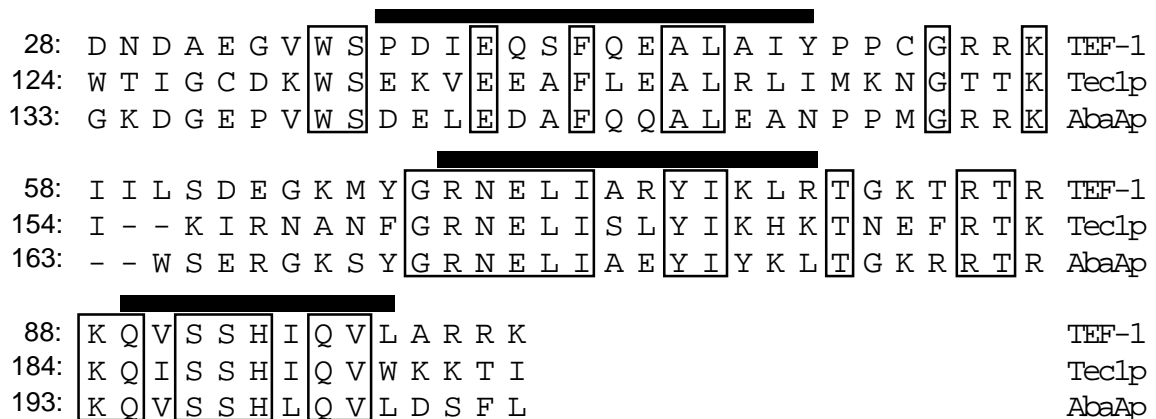 28: D N D A E G V W S P D I E Q S F Q E A L A I Y P P C G R R K TEF-1
124: W T I G C D K W S E K V E E A F L E A L R L I M K N G T T K Tec1p
133: G K D G E P V W S D E L E D A F Q Q A L E A N P P M G R R K AbaAp
58: I I L S D E G K M Y G R N E L I A R Y I K L R T G K T R T R TEF-1
154: I - - K I R N A N F G R N E L I S L Y I K H K T N E F R T K Tec1p
163: - - W S E R G K S Y G R N E L I A E Y I Y K L T G K R R T R AbaAp
88: K Q V S S H I Q V L A R R K TEF-1
184: K Q I S S H I Q V W K K T I Tec1p
193: K Q V S S H L Q V L D S F L AbaAp